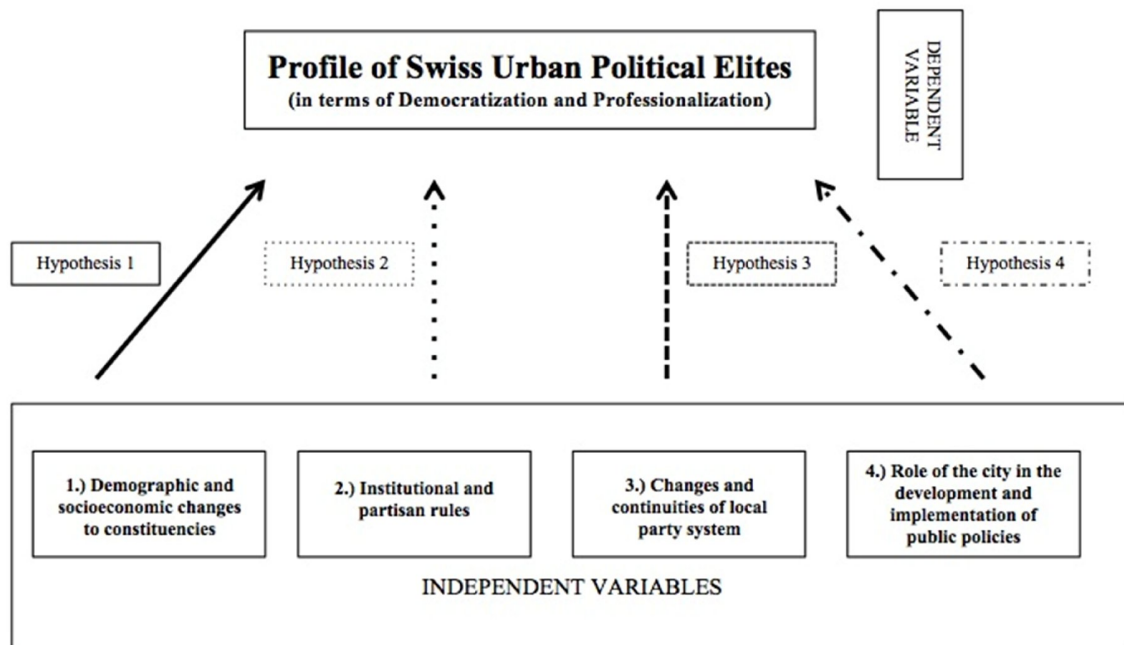 Profile of Swiss Urban Political Elites
(in terms of Democratization and Professionalization)
DEPENDENT
VARIABLE
Hypothesis 1
Hypothesis 2
Hypothesis 3
Hypothesis 4
1.) Demographic and
socioeconomic changes
to constituencies
2.) Institutional and
partisan rules
3.) Changes and
continuities of local
party system
4.) Role of the city in the
development and
implementation of
public policies
INDEPENDENT VARIABLES